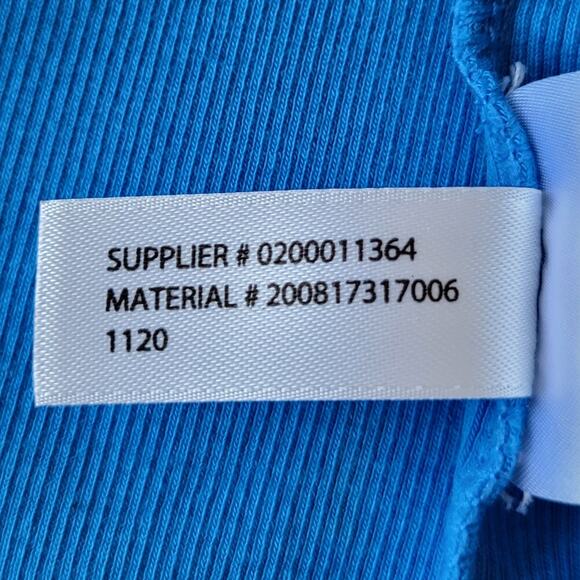 SUPPLIER # 0200011364
MATERIAL # 200817317006
1120